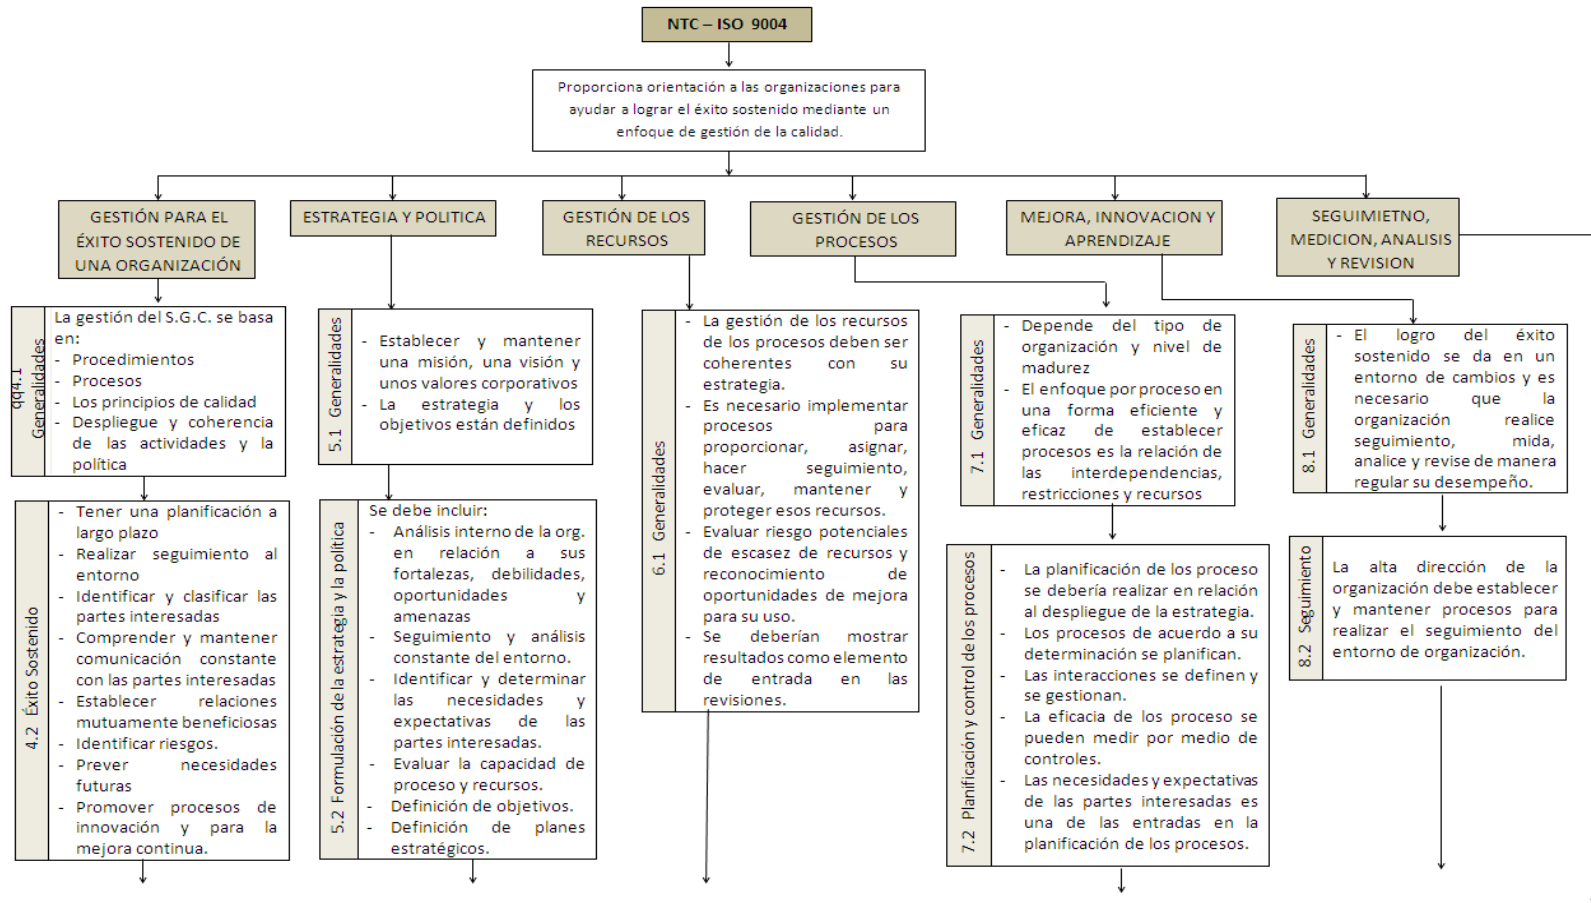 NTC – ISO 9004
Proporciona orientación a las organizaciones para
ayudar a lograr el éxito sostenido mediante un
enfoque de gestión de la calidad.
GESTIÓN PARA EL
ÉXITO SOSTENIDO DE
UNA ORGANIZACIÓN
ESTRATEGIA Y POLITICA
GESTIÓN DE LOS
RECURSOS
GESTIÓN DE LOS
PROCESOS
MEJORA, INNOVACION Y
APRENDIZAJE
SEGUIMIETNO,
MEDICION, ANALISIS
Y REVISION
qq4.1
Generalidades
La gestión del S.G.C. se basa
en:
- Procedimientos
- Procesos
- Los principios de calidad
- Despliegue y coherencia
de las actividades y la
política
4.2 Éxito Sostenido
- Tener una planificación a
largo plazo
- Realizar seguimiento al
entorno
- Identificar y clasificar las
partes interesadas
- Comprender y mantener
comunicación constante
con las partes interesadas
- Establecer relaciones
mutuamente beneficiosas
- Identificar riesgos.
- Prever necesidades
futuras
- Promover procesos de
innovación y para la
mejora continua.
5.1 Generalidades
- Establecer y mantener
una misión, una visión y
unos valores corporativos
- La estrategia y los
objetivos están definidos
5.2 Formulación de la estrategia y la política
Se debe incluir:
- Análisis interno de la org.
en relación a sus
fortalezas, debilidades,
oportunidades y
amenazas
- Seguimiento y análisis
constante del entorno.
- Identificar y determinar
las necesidades y
expectativas de las
partes interesadas.
- Evaluar la capacidad de
proceso y recursos.
- Definición de objetivos.
- Definición de planes
estratégicos.
6.1 Generalidades
- La gestión de los recursos
de los procesos deben ser
coherentes con su
estrategia.
- Es necesario implementar
procesos para
proporcionar, asignar,
hacer seguimiento,
evaluar, mantener y
proteger esos recursos.
- Evaluar riesgo potenciales
de escasez de recursos y
reconocimiento de
oportunidades de mejora
para su uso.
- Se deberían mostrar
resultados como elemento
de entrada en las
revisiones.
7.1 Generalidades
- Depende del tipo de
organización y nivel de
madurez
- El enfoque por proceso en
una forma eficiente y
eficaz de establecer
procesos es la relación de
las interdependencias,
restricciones y recursos
7.2 Planificación y control de los procesos
- La planificación de los proceso
se debería realizar en relación
al despliegue de la estrategia.
- Los procesos de acuerdo a su
determinación se planifican.
- Las interacciones se definen y
se gestionan.
- La eficacia de los proceso se
pueden medir por medio de
controles.
- Las necesidades y expectativas
de las partes interesadas es
una de las entradas en la
planificación de los procesos.
8.1 Generalidades
- El logro del éxito
sostenido se da en un
entorno de cambios y es
necesario que la
organización realice
seguimiento, mida,
analice y revise de manera
regular su desempeño.
8.2 Seguimiento
La alta dirección de la
organización debe establecer
y mantener procesos para
realizar el seguimiento del
entorno de organización.